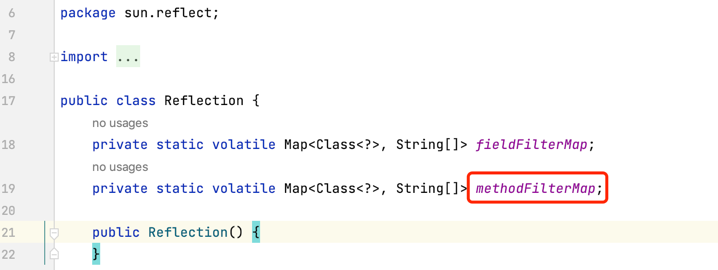 6 package sun.reflect;
7
8 import ...
16
17 public class Reflection {
no usages
18 private static volatile Map<Class<?>, String[]> fieldFilterMap;
no usages
19 private static volatile Map<Class<?>, String[]> methodFilterMap;
20
21 public Reflection() {
22 }